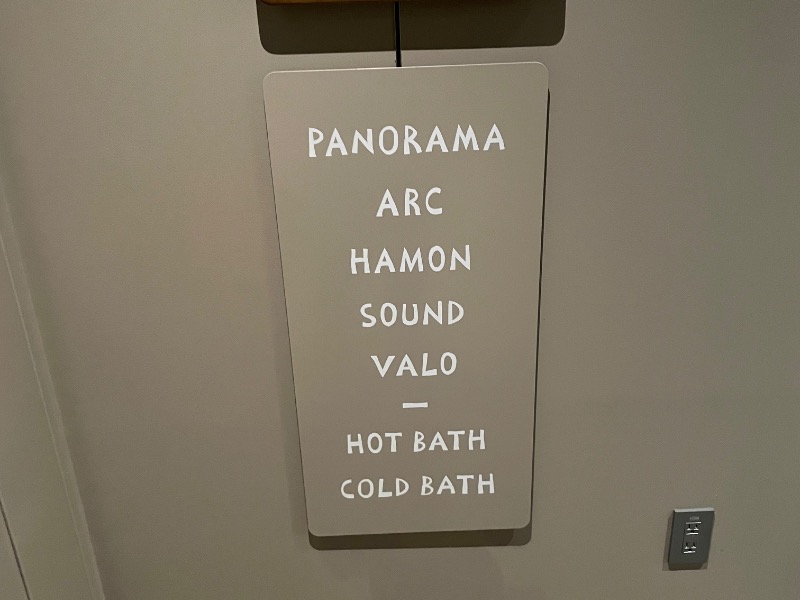 PANORAMA
ARC
HAMON
SOUND
VALO
—
HOT BATH
COLD BATH